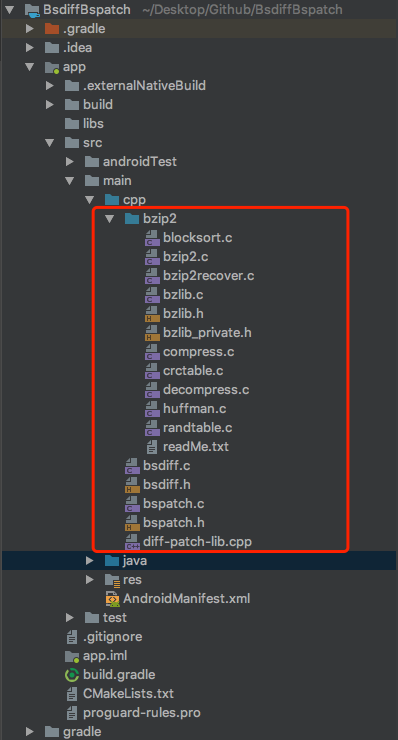 BsdiffBspatch ~/Desktop/Github/BsdiffBspatch
.gradle
.idea
app
.externalNativeBuild
build
libs
src
androidTest
main
cpp
bzip2
blocksort.c
bzip2.c
bzip2recover.c
bzlib.c
bzlib.h
bzlib_private.h
compress.c
crctable.c
decompress.c
huffman.c
randtable.c
readMe.txt
bsdiff.c
bsdiff.h
bspatch.c
bspatch.h
diff-patch-lib.cpp
java
res
AndroidManifest.xml
test
.gitignore
app.iml
build.gradle
CMakeLists.txt
proguard-rules.pro
gradle